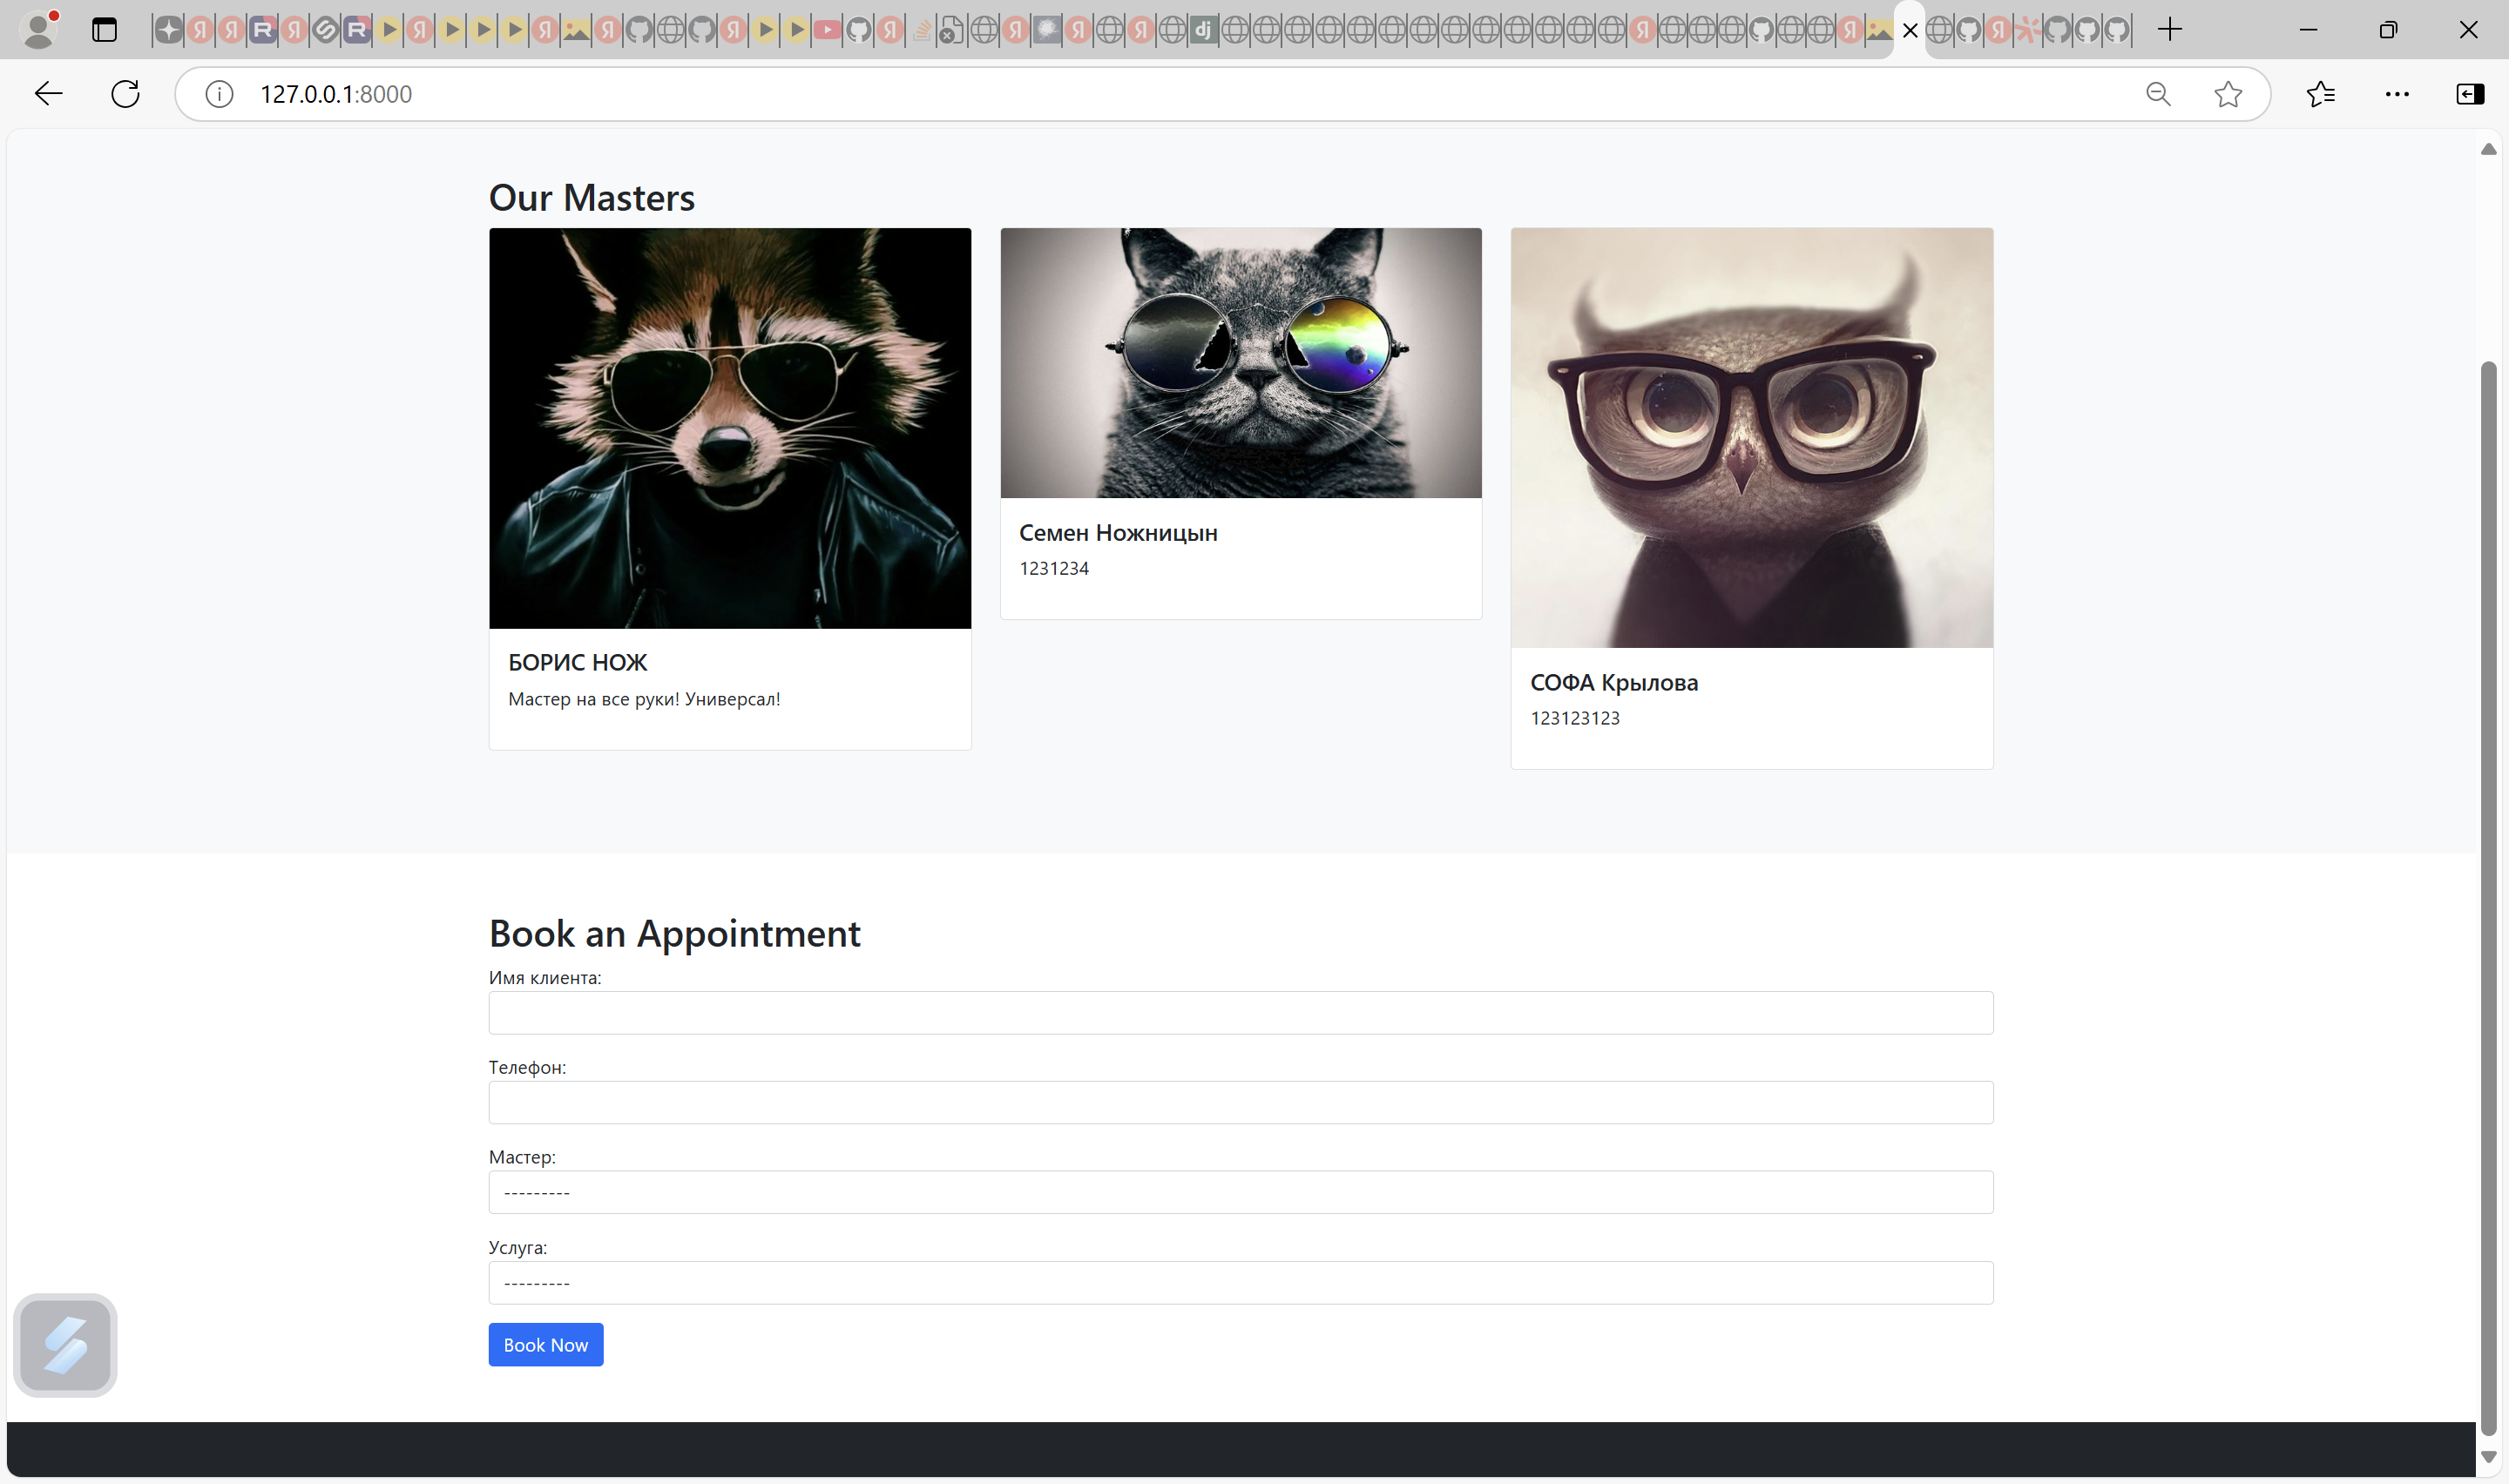 127.0.0.1:8000
Our Masters
БОРИС НОЖ
Мастер на все руки! Универсал!
Семен Ножницын
1231234
СОФА Крылова
123123123
Book an Appointment
Имя клиента:
Телефон:
Мастер:
---------
Услуга:
---------
Book Now